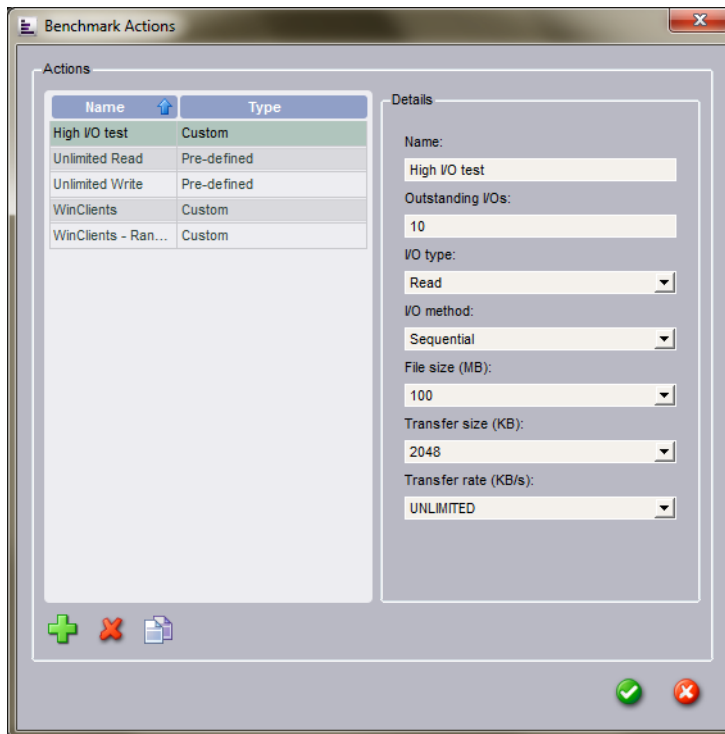 Benchmark Actions
Actions
Name Type
High I/O test Custom
Unlimited Read Pre-defined
Unlimited Write Pre-defined
WinClients Custom
WinClients - Ran... Custom
Details
Name:
High I/O test
Outstanding I/Os:
10
I/O type:
Read
I/O method:
Sequential
File size (MB):
100
Transfer size (KB):
2048
Transfer rate (KB/s):
UNLIMITED